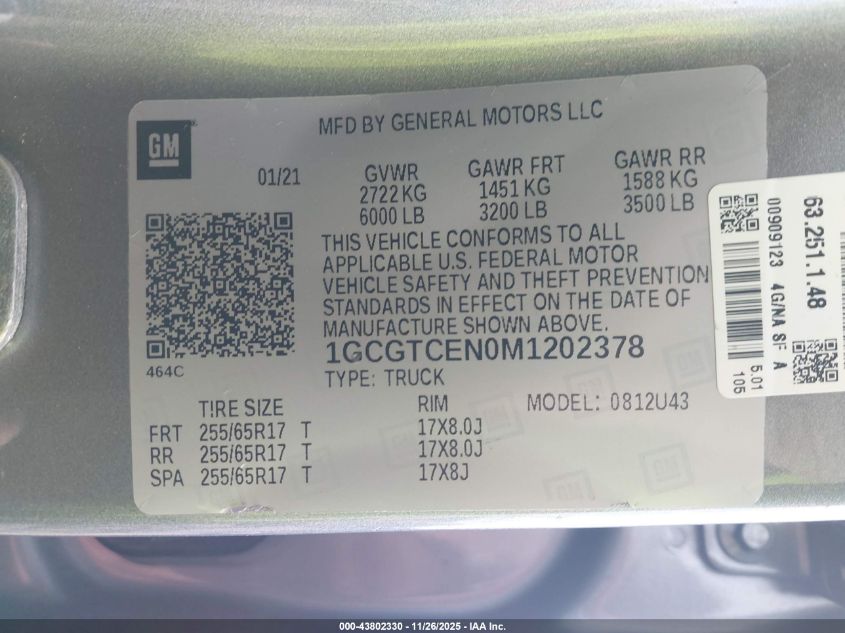 GM
MFD BY GENERAL MOTORS LLC
01/21
GVWR
2722 KG
6000 LB
GAWR FRT
1451 KG
3200 LB
GAWR RR
1588 KG
3500 LB
THIS VEHICLE CONFORMS TO ALL
APPLICABLE U.S. FEDERAL MOTOR
VEHICLE SAFETY AND THEFT PREVENTION
STANDARDS IN EFFECT ON THE DATE OF
MANUFACTURE SHOWN ABOVE.
1GCGTCEN0M1202378
TYPE: TRUCK
464C
TIRE SIZE RIM MODEL: 0812U43
FRT 255/65R17 T 17X8.0J
RR 255/65R17 T 17X8.0J
SPA 255/65R17 T 17X8J
63.251.1.48
00909123 4G/NA SIF A
5.01
105
000-43802330 - 11/26/2025 - IAA Inc.